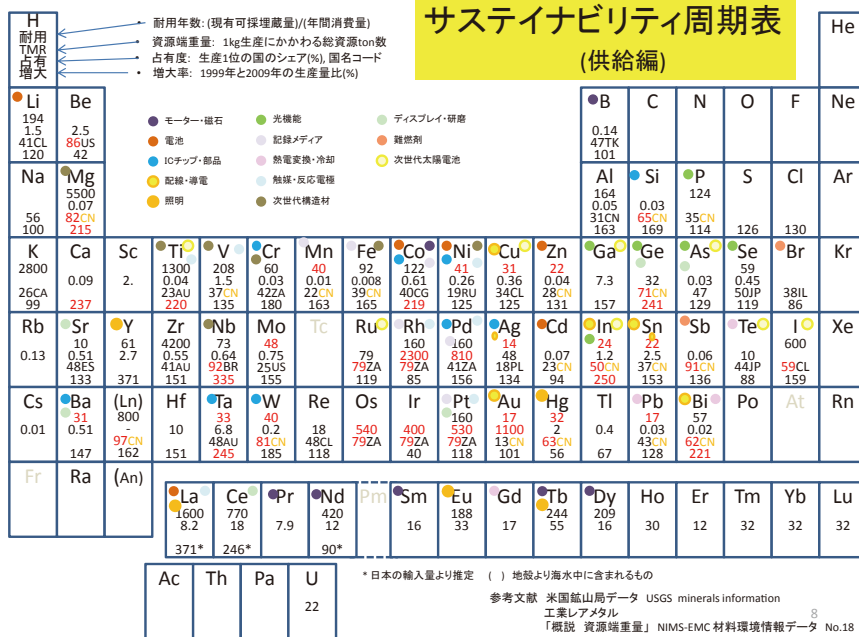 サステイナビリティ周期表
(供給編)
H
耐用
TMR
占有
増大
・ 耐用年数: (現有可採埋蔵量)/(年間消費量)
・ 資源端重量: 1kg生産にかかわる総資源ton数
・ 占有度: 生産1位の国のシェア(%), 国名コード
・ 増大率: 1999年と2009年の生産量比(%)
He
Li
194
1.5
41CL
120
Be
2.5
86US
42
モーター・磁石
電池
ICチップ・部品
配線・導電
照明
光機能
記録メディア
熱電変換・冷却
触媒・反応電極
次世代構造材
ディスプレイ・研磨
難燃剤
次世代太陽電池
B
0.14
47TK
101
C
N
O
F
Ne
Na
56
100
Mg
5500
0.07
82CN
215
Al
164
0.05
31CN
163
Si
0.03
65CN
169
P
124
35CN
114
S
126
Cl
130
Ar
K
2800
26CA
99
Ca
0.09
237
Sc
2.
Ti
1300
0.04
23AU
220
V
208
1.5
37CN
135
Cr
60
0.03
42ZA
180
Mn
40
0.01
22CN
163
Fe
92
0.008
39CN
165
Co
122
0.61
40CG
219
Ni
41
0.26
19RU
125
Cu
31
0.36
34CL
125
Zn
22
0.04
28CN
131
Ga
7.3
157
Ge
32
71CN
241
As
0.03
47
129
Se
59
0.45
50JP
119
Br
38IL
86
Kr
Rb
0.13
Sr
10
0.51
48ES
133
Y
61
2.7
371
Zr
4200
0.55
41AU
151
Nb
73
0.64
92BR
335
Mo
48
0.75
25US
155
Tc
Ru
79
79ZA
119
Rh
160
2300
79ZA
85
Pd
160
810
41ZA
156
Ag
14
48
18PL
134
Cd
0.07
23CN
94
In
24
1.2
50CN
250
Sn
22
2.5
37CN
153
Sb
0.06
91CN
136
Te
10
44JP
88
I
600
59CL
159
Xe
Cs
0.01
Ba
31
0.51
147
(Ln)
800
-
97CN
162
Hf
10
151
Ta
33
6.8
48AU
245
W
40
0.2
81CN
185
Re
18
48CL
118
Os
540
79ZA
Ir
400
79ZA
40
Pt
160
530
79ZA
118
Au
17
1100
13CN
101
Hg
32
2
63CN
56
Tl
0.4
67
Pb
17
0.03
43CN
128
Bi
57
0.02
62CN
221
Po
At
Rn
Fr
Ra
(An)
La
1600
8.2
371*
Ce
770
18
246*
Pr
7.9
Nd
420
12
90*
Pm
Sm
16
Eu
188
33
Gd
17
Tb
244
55
Dy
209
16
Ho
30
Er
12
Tm
32
Yb
32
Lu
32
Ac
Th
Pa
U
22
* 日本の輸入量より推定 ( ) 地殻より海水中に含まれるもの
参考文献 米国鉱山局データ USGS minerals information
工業レアメタル
「概説 資源端重量」 NIMS-EMC 材料環境情報データ No.18
8